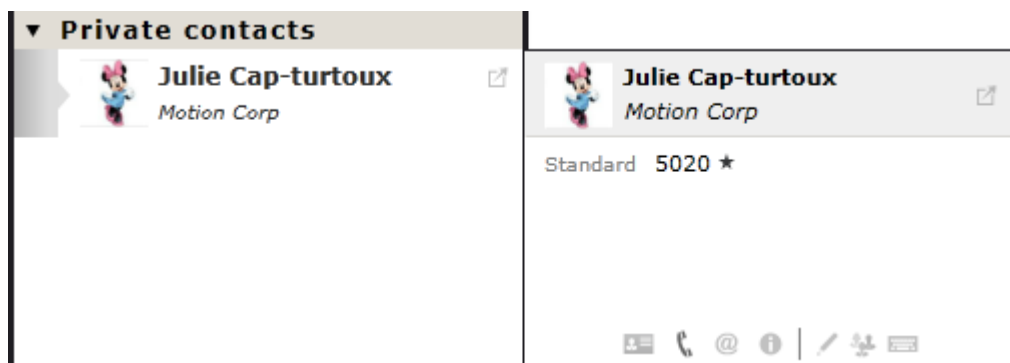 ▼ Private contacts
Julie Cap-turtoux
Motion Corp
Julie Cap-turtoux
Motion Corp
Standard 5020 ★
@